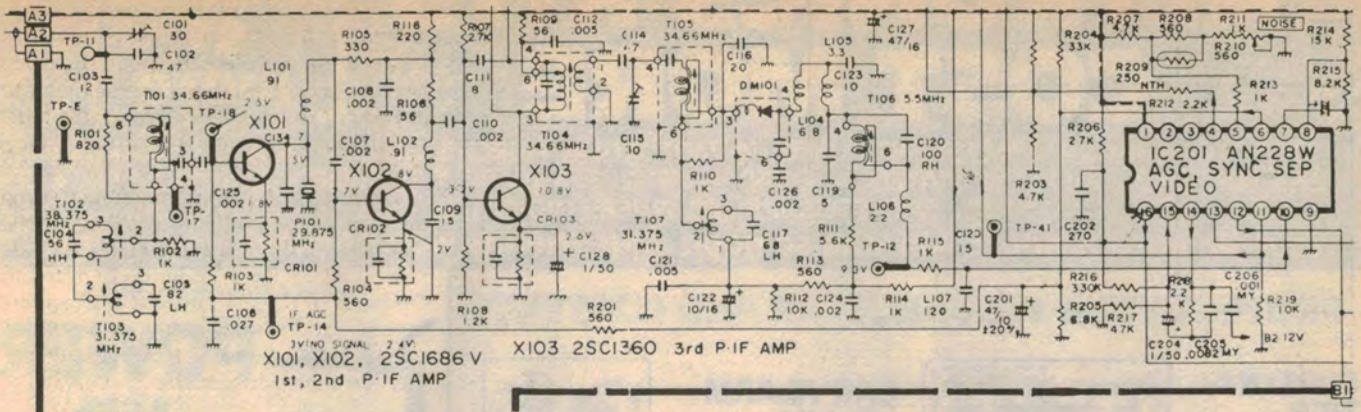 A3
A2
A1
TP-11
C101
30
C102
47
C103
12
TP-E
R101
820
T101 34.66MHz
TP-18
2.5V
X101
L101
91
R105
330
R116
220
C108
.002
R106
56
R107
2.7K
R109
56
C112
.005
C111
8
C110
.002
T104
34.66MHz
C114
C115
10
T105
34.66MHz
C116
20
DM101
L105
3.3
C123
10
C127
47/16
T106 5.5MHz
L104
6.8
C119
5
C120
100
RH
L106
2.2
R110
1K
C126
.002
T107
31.375
MHz
C117
68
LH
R111
5.6K
TP-12
9.0V
R115
1K
R113
560
C121
.005
C122
10/16
R112
10K
C124
.002
R114
1K
L107
120
C134
5V
C107
.002
X102
2.7V
L102
91
C109
15
2V
X103
10.8V
CR103
2.6V
C128
1/50
CR102
C125
.002
1.8V
P101
29.875
MHz
TP-17
T102
38.375
MHz
C104
56
HH
R102
1K
C105
82
LH
T103
31.375
MHz
R103
1K
C106
.027
CR101
R104
560
IF AGC
TP-14
3V(NO SIGNAL 2.4V)
R108
1.2K
R201
560
X101, X102, 2SC1686 V
1st, 2nd P·IF AMP
X103 2SC1360 3rd P·IF AMP
R204
33K
R207
4.7K
R208
560
R211
1K
NOISE
R210
560
R214
15K
R209
250
NTH
R213
1K
R215
8.2K
R212 2.2K
R206
27K
R203
4.7K
C202
270
1 2 3 4 5 6 7 8
IC201 AN228W
AGC, SYNC SEP
VIDEO
16 15 14 13 12 11 10 9
TP-41
R216
330K
R205
6.8K
R217
47K
C201
47/10
±20%
2.2
K
C206
.001
MY
R219
10K
C204
1/50
C205
.0082 MY
B2 12V
B1